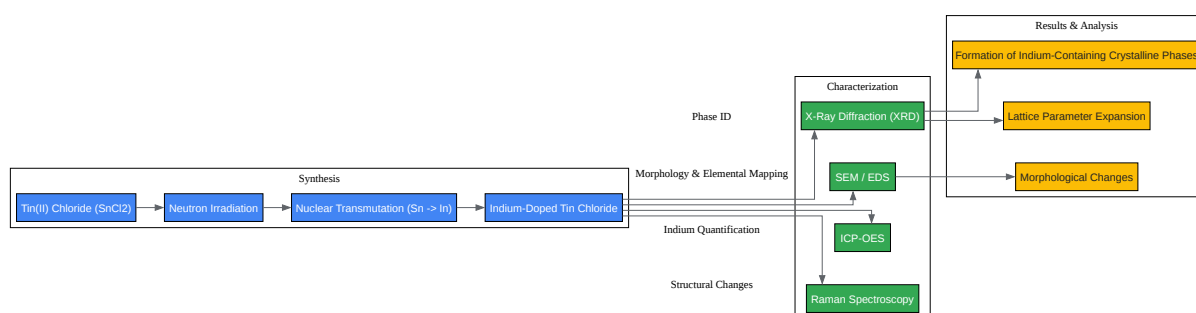 Synthesis
Tin(II) Chloride (SnCl2)
Neutron Irradiation
Nuclear Transmutation (Sn -> In)
Indium-Doped Tin Chloride
Phase ID
Morphology & Elemental Mapping
Indium Quantification
Structural Changes
Characterization
X-Ray Diffraction (XRD)
SEM / EDS
ICP-OES
Raman Spectroscopy
Results & Analysis
Formation of Indium-Containing Crystalline Phases
Lattice Parameter Expansion
Morphological Changes